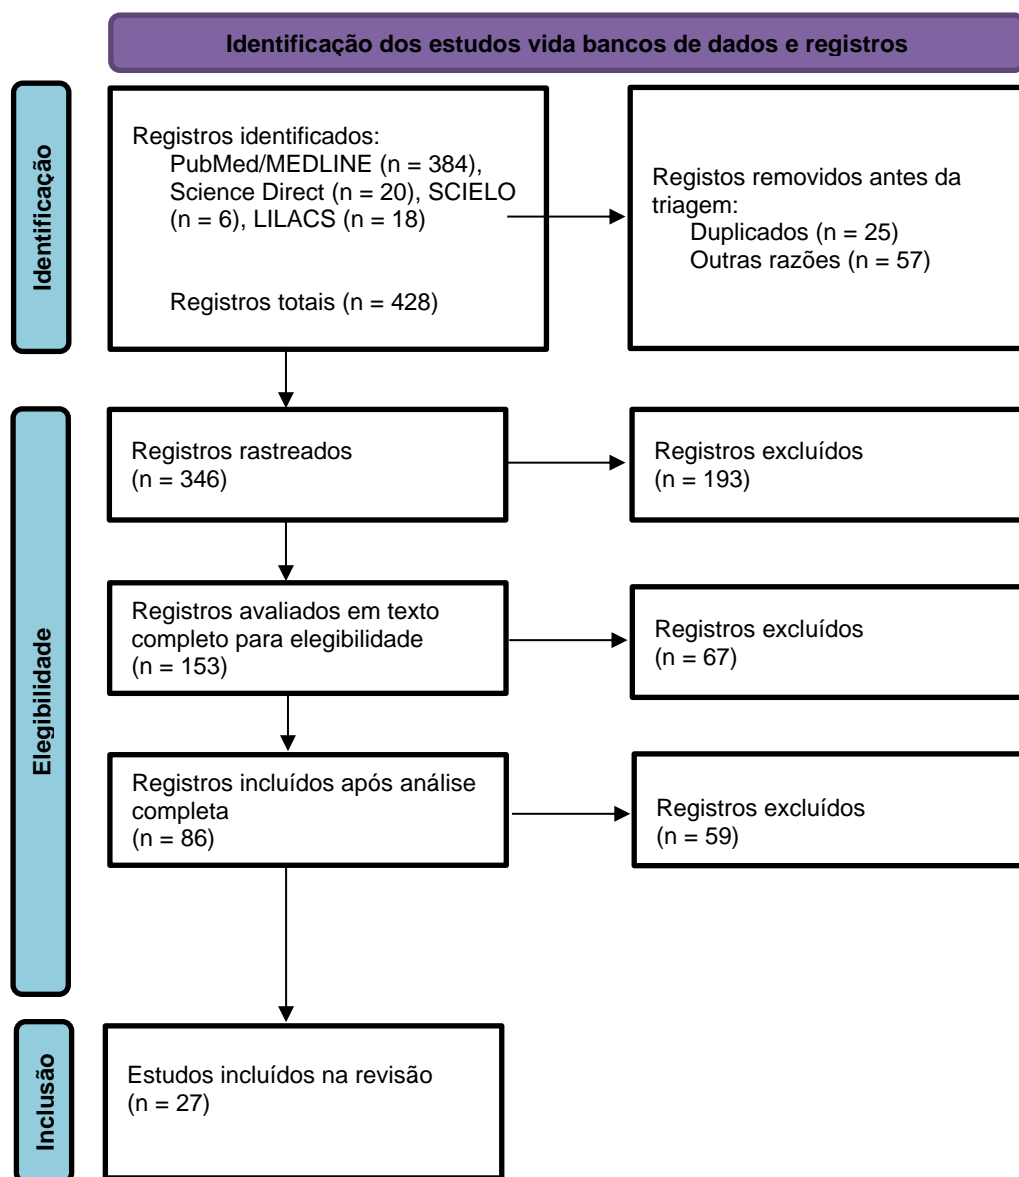 Identificação dos estudos vida bancos de dados e registros
Identificação
Registros identificados:
PubMed/MEDLINE (n = 384),
Science Direct (n = 20), SCIELO
(n = 6), LILACS (n = 18)
Registros totais (n = 428)
Registos removidos antes da
triagem:
Duplicados (n = 25)
Outras razões (n = 57)
Elegibilidade
Registros rastreados
(n = 346)
Registros excluídos
(n = 193)
Registros avaliados em texto
completo para elegibilidade
(n = 153)
Registros excluídos
(n = 67)
Registros incluídos após análise
completa
(n = 86)
Registros excluídos
(n = 59)
Inclusão
Estudos incluídos na revisão
(n = 27)